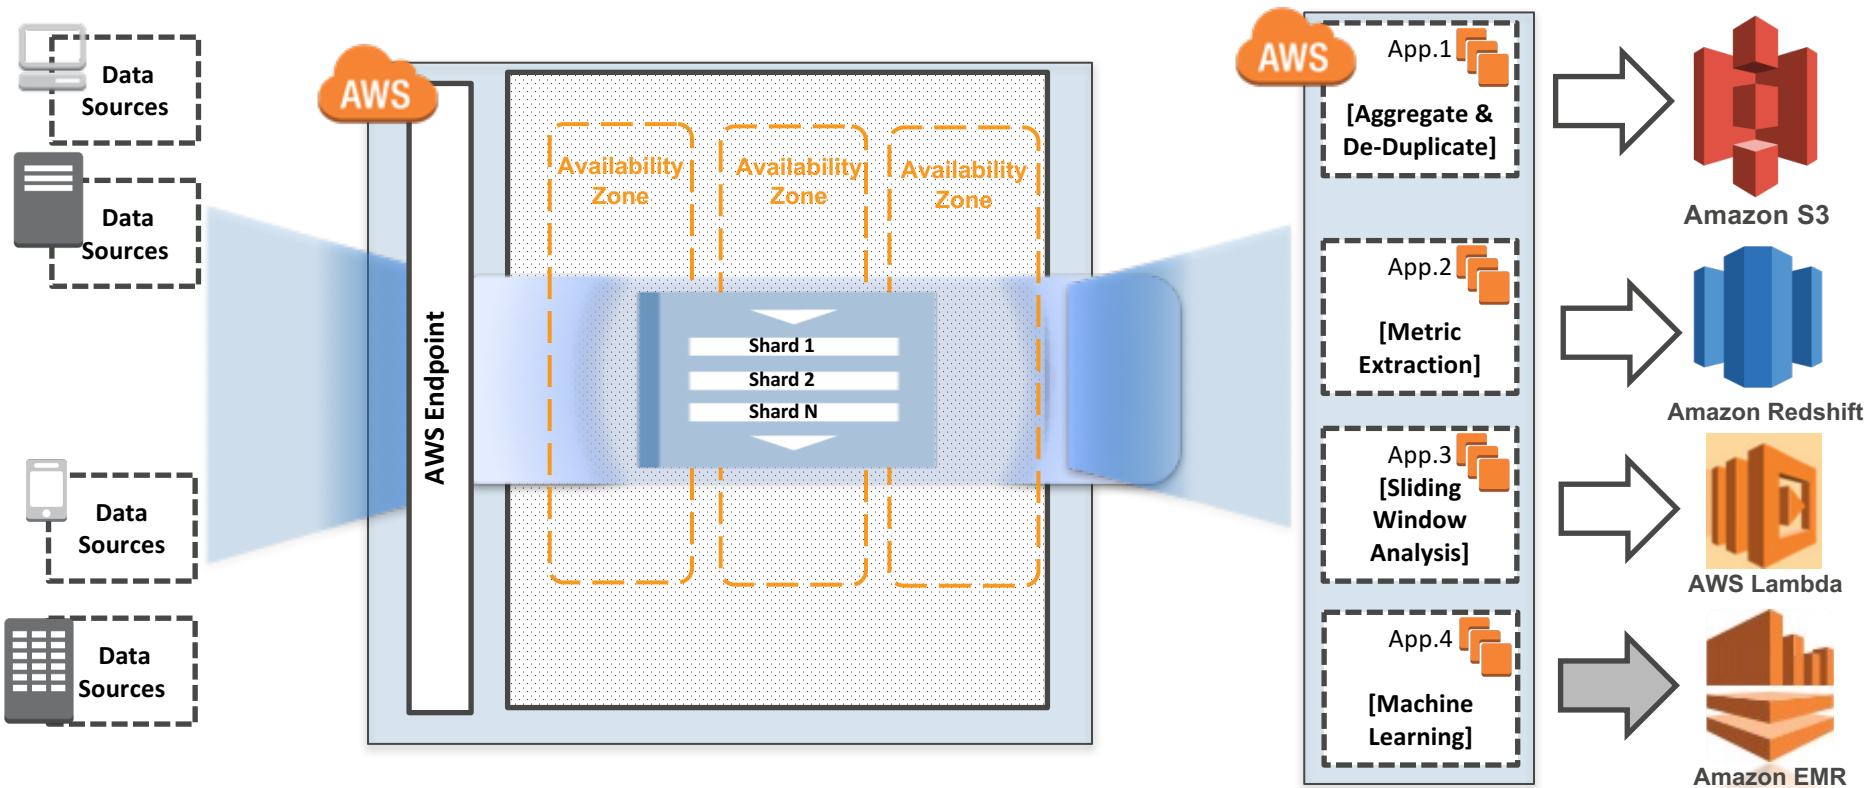 Data
Sources
Data
Sources
Data
Sources
Data
Sources
AWS
AWS Endpoint
Availability
Zone
Availability
Zone
Availability
Zone
Shard 1
Shard 2
Shard N
AWS
App.1
[Aggregate &
De-Duplicate]
App.2
[Metric
Extraction]
App.3
[Sliding
Window
Analysis]
App.4
[Machine
Learning]
Amazon S3
Amazon Redshift
AWS Lambda
Amazon EMR